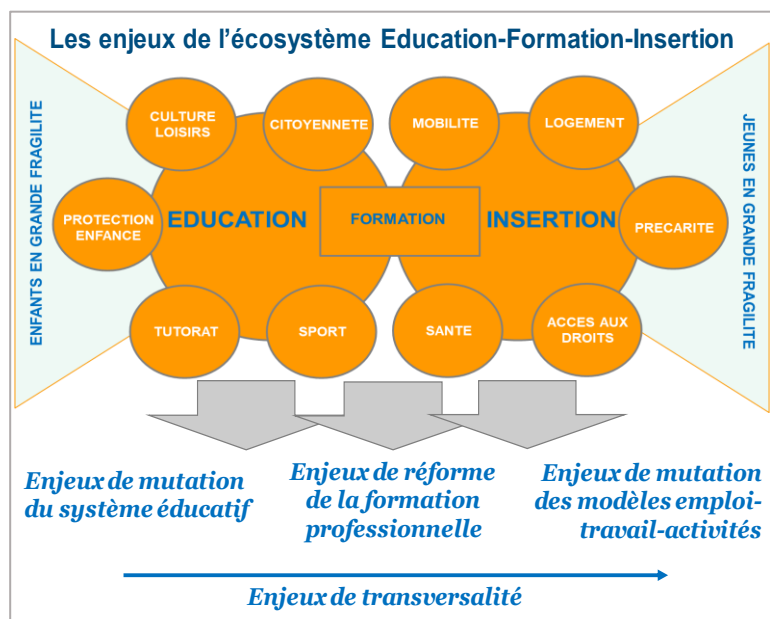 Les enjeux de l'écosystème Education-Formation-Insertion
ENFANTS EN GRANDE FRAGILITE
CULTURE
LOISIRS
CITOYENNETE
MOBILITE
LOGEMENT
JEUNES EN GRANDE FRAGILITE
PROTECTION
ENFANCE
EDUCATION
FORMATION
INSERTION
PRECARITE
TUTORAT
SPORT
SANTE
ACCES AUX
DROITS
Enjeux de mutation
du système éducatif
Enjeux de réforme
de la formation
professionnelle
Enjeux de mutation
des modèles emploi-
travail-activités
Enjeux de transversalité